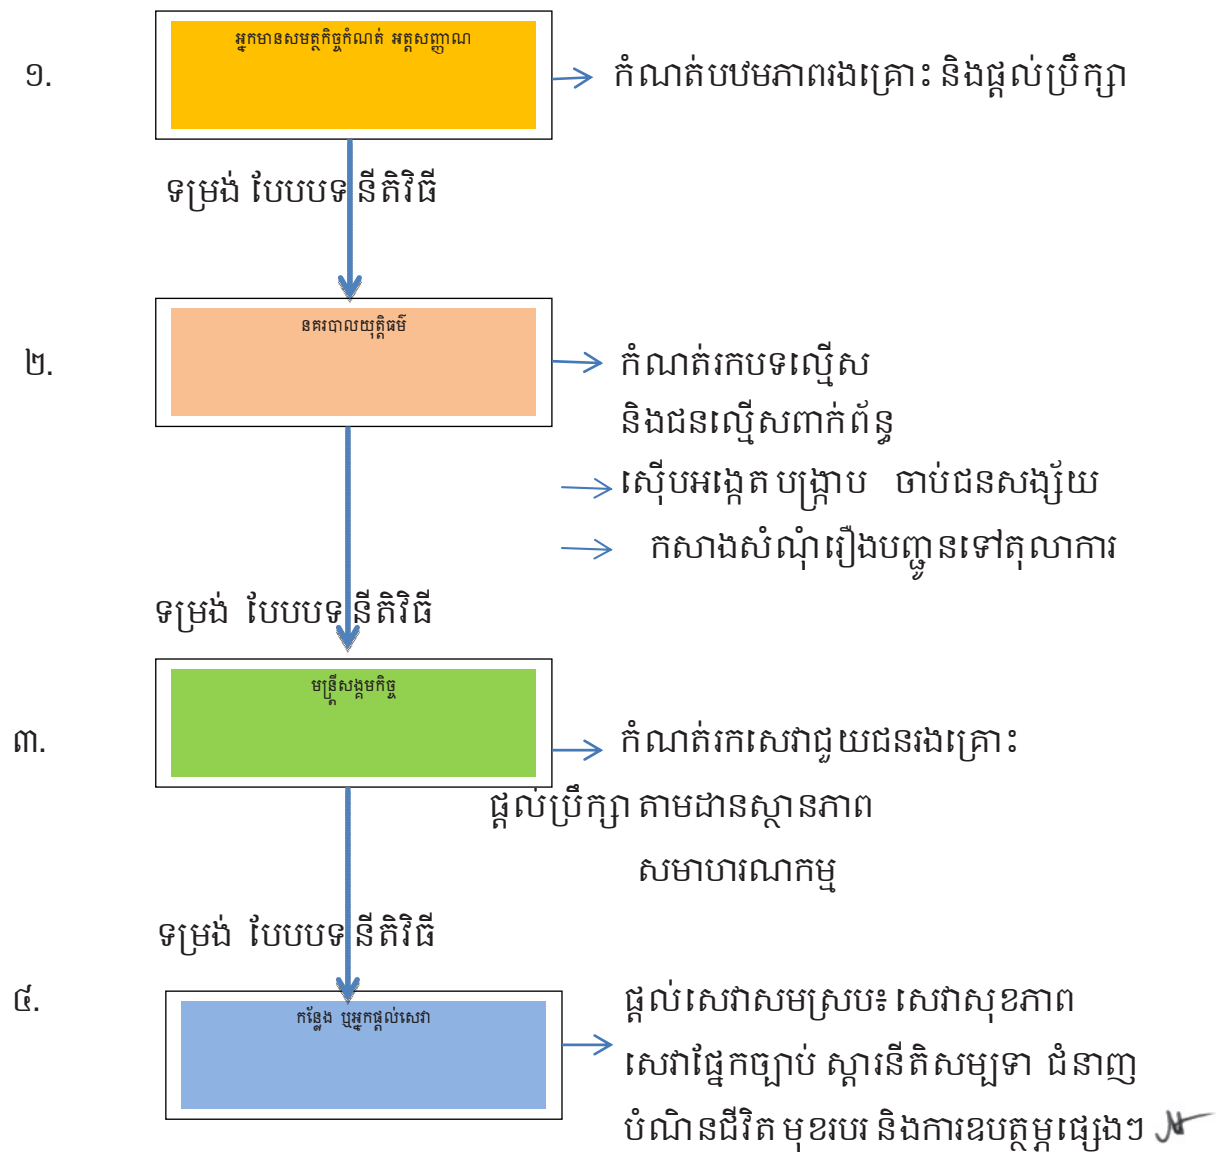 អ្នកមានសមត្ថកិច្ចកំណត់ អត្តសញ្ញាណ
១.
កំណត់បឋមភាពរងគ្រោះ និងផ្តល់ប្រឹក្សា
ទម្រង់ បែបបទ នីតិវិធី
នគរបាលយុត្តិធម៌
២.
កំណត់រកបទល្មើស
និងជនល្មើសពាក់ព័ន្ធ
ស៊ើបអង្កេត បង្ក្រាប ចាប់ជនសង្ស័យ
កសាងសំណុំរឿងបញ្ជូនទៅតុលាការ
ទម្រង់ បែបបទ នីតិវិធី
មន្ត្រីសង្គមកិច្ច
៣.
កំណត់រកសេវាជួយជនរងគ្រោះ
ផ្តល់ប្រឹក្សា តាមដានស្ថានភាព
សមាហរណកម្ម
ទម្រង់ បែបបទ នីតិវិធី
៤.
កន្លែង ឬអ្នកផ្តល់សេវា
ផ្តល់សេវាសមស្របៈ សេវាសុខភាព
សេវាផ្នែកច្បាប់ ស្តារនីតិសម្បទា ជំនាញ
បំណិនជីវិត មុខរបរ និងការឧបត្ថម្ភផ្សេងៗ